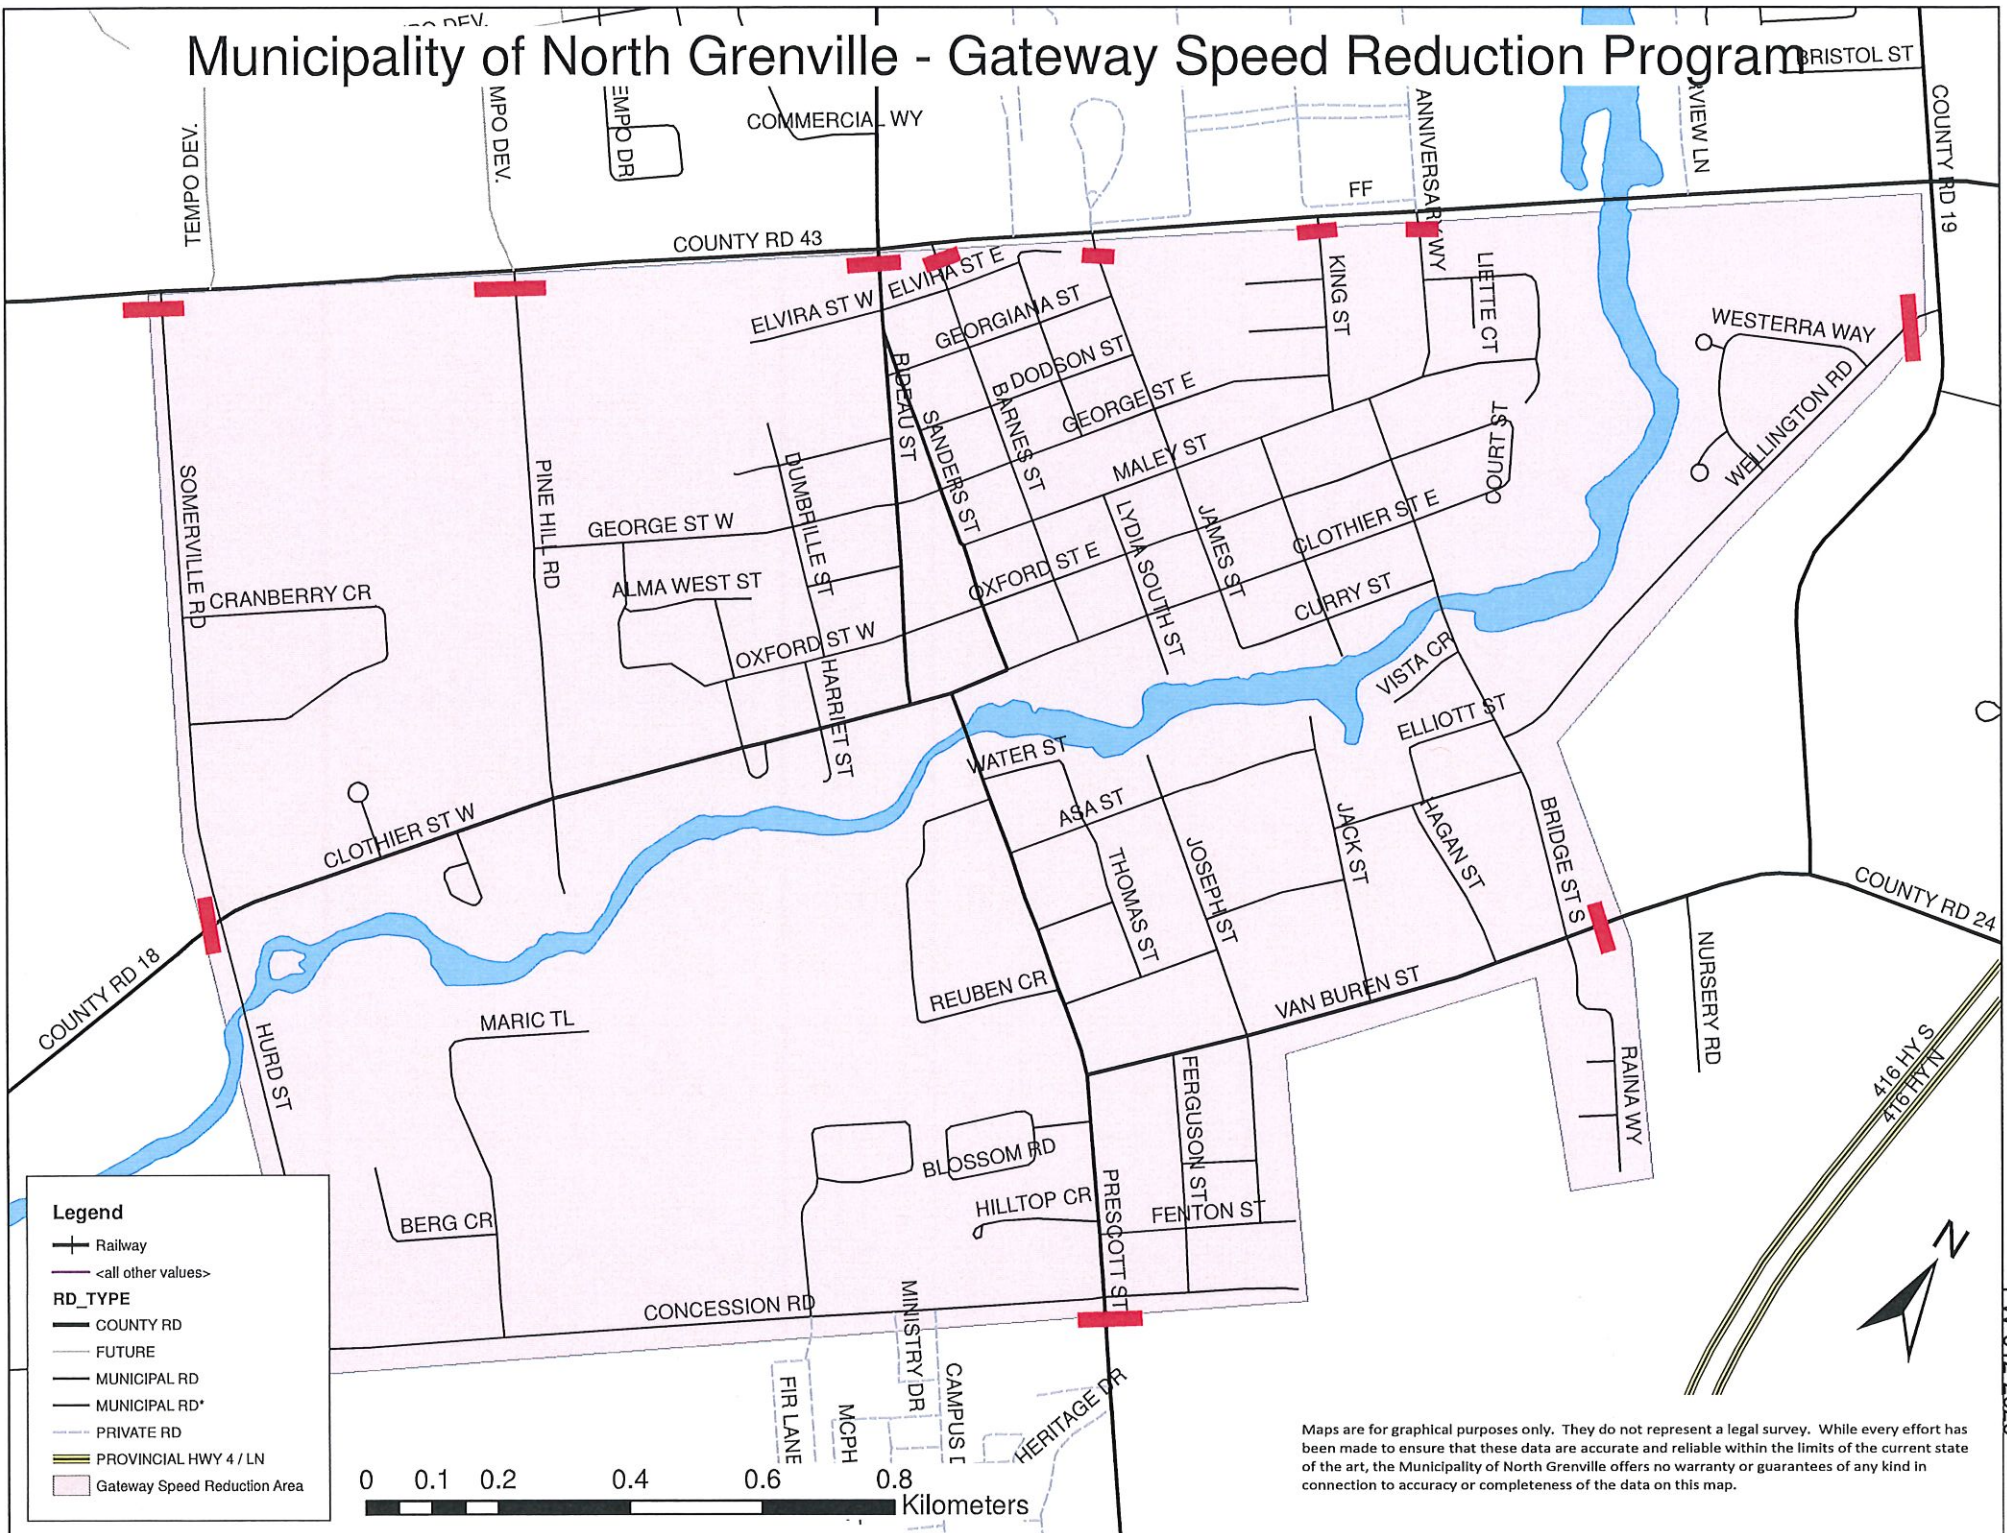 Municipality of North Grenville - Gateway Speed Reduction Program
BRISTOL ST
COMMERCIAL WY
TEMPO DEV.
FF
ANNIVERSARY WY
COUNTY RD 19
COUNTY RD 43
ELVIRA ST W
ELVIRA ST E
GEORGIANA ST
DODSON ST
GEORGE ST E
KING ST
LIETTE CT
WESTERRA WAY
WELLINGTON RD
RIDEAU ST
SANDERS ST
BARNES ST
MALEY ST
COURT ST
SOMERVILLE RD
PINE HILL RD
DUMBRILLE ST
GEORGE ST W
ALMA WEST ST
CRANBERRY CR
OXFORD ST W
OXFORD ST E
LYDIA SOUTH ST
JAMES ST
CLOTHIER ST E
CURRY ST
HARRIET ST
VISTA CR
ELLIOTT ST
WATER ST
ASA ST
CLOTHIER ST W
THOMAS ST
JOSEPH ST
JACK ST
HAGAN ST
BRIDGE ST S
COUNTY RD 24
COUNTY RD 18
NURSERY RD
REUBEN CR
VAN BUREN ST
MARIC TL
HURD ST
FERGUSON ST
RAINA WY
416 HY S
416 HY N
BLOSSOM RD
HILLTOP CR
PRESCOTT ST
FENTON ST
BERG CR
CONCESSION RD
MINISTRY DR
FIR LANE
MCPH
CAMPUS
HERITAGE DR
N
Legend
Railway
<all other values>
RD_TYPE
COUNTY RD
FUTURE
MUNICIPAL RD
MUNICIPAL RD*
PRIVATE RD
PROVINCIAL HWY 4 / LN
Gateway Speed Reduction Area
0 0.1 0.2 0.4 0.6 0.8
Kilometers
Maps are for graphical purposes only. They do not represent a legal survey. While every effort has
been made to ensure that these data are accurate and reliable within the limits of the current state
of the art, the Municipality of North Grenville offers no warranty or guarantees of any kind in
connection to accuracy or completeness of the data on this map.